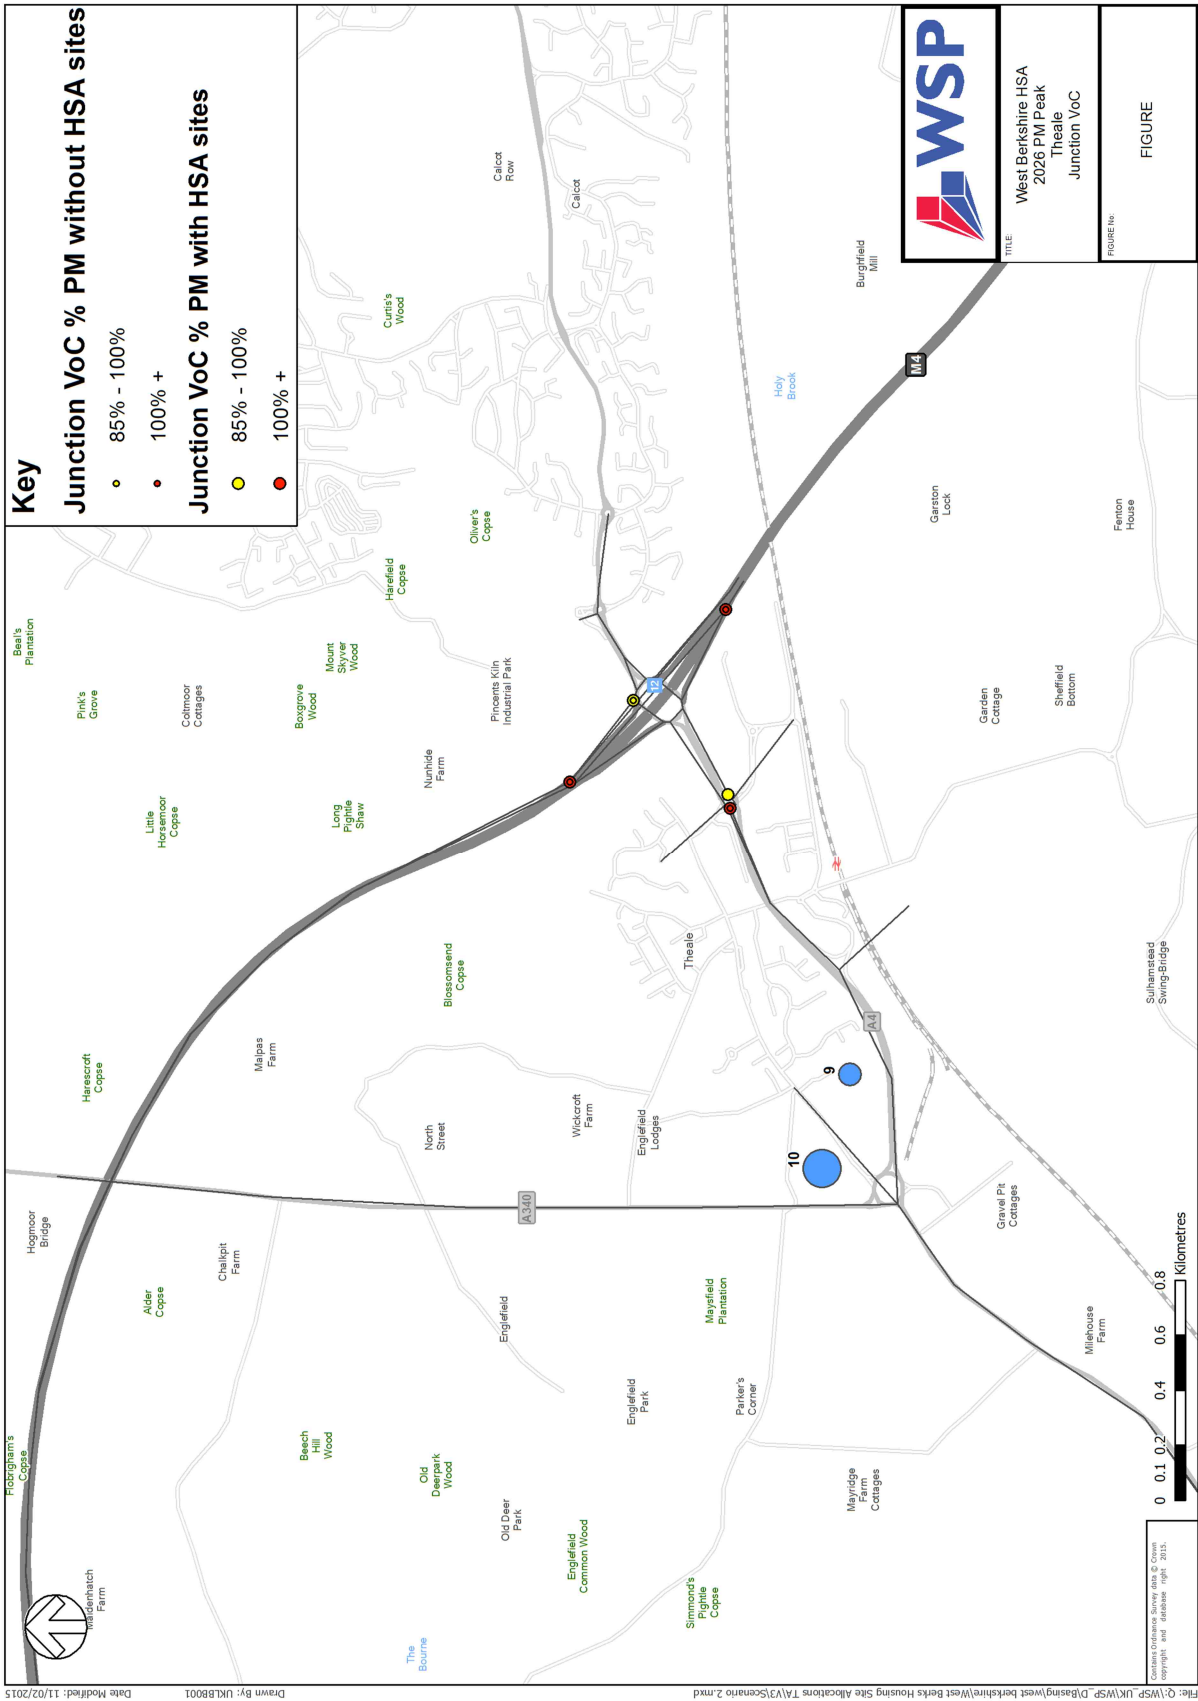 Key
Junction VoC % PM without HSA sites
85% - 100%
100% +
Junction VoC % PM with HSA sites
85% - 100%
100% +
WSP
TITLE:
West Berkshire HSA
2026 PM Peak
Theale
Junction VoC
FIGURE No:
FIGURE
Flobrigham's
Copse
Maidenhatch
Farm
Hogmoor
Bridge
Harescroft
Copse
Beal's
Plantation
Pink's
Grove
Coltmoor
Cottages
Little
Horsemoor
Copse
Alder
Copse
Chalkpit
Farm
Malpas
Farm
Boxgrove
Wood
Mount
Skyver
Wood
Long
Pightle
Shaw
Harefield
Copse
Curtis's
Wood
Beech
Hill
Wood
Old
Deerpark
Wood
The
Bourne
North
Street
Blossomsend
Copse
Nunhide
Farm
Oliver's
Copse
Pincents Kiln
Industrial Park
Calcot
Row
Calcot
Old Deer
Park
Englefield
A340
Englefield
Common Wood
Wickcroft
Farm
Englefield
Park
Englefield
Lodges
12
Theale
Simmond's
Pightle
Copse
Maysfield
Plantation
Parker's
Corner
10
9
Holy
Brook
Mayridge
Farm
Cottages
A4
Burghfield
Mill
M4
Garston
Lock
Gravel Pit
Cottages
Garden
Cottage
Sheffield
Bottom
Milehouse
Farm
Fenton
House
Sulhamstead
Swing-Bridge
0 0.1 0.2 0.4 0.6 0.8
Kilometres
Contains Ordnance Survey data © Crown
copyright and database right 2015.
File: Q:\WSP_UK\WSP_D\Basing\west berkshire\West Berks Housing Site Allocations TA\V3\Scenario 2.mxd
Drawn By: UKLBB001
Date Modified: 11/02/2015